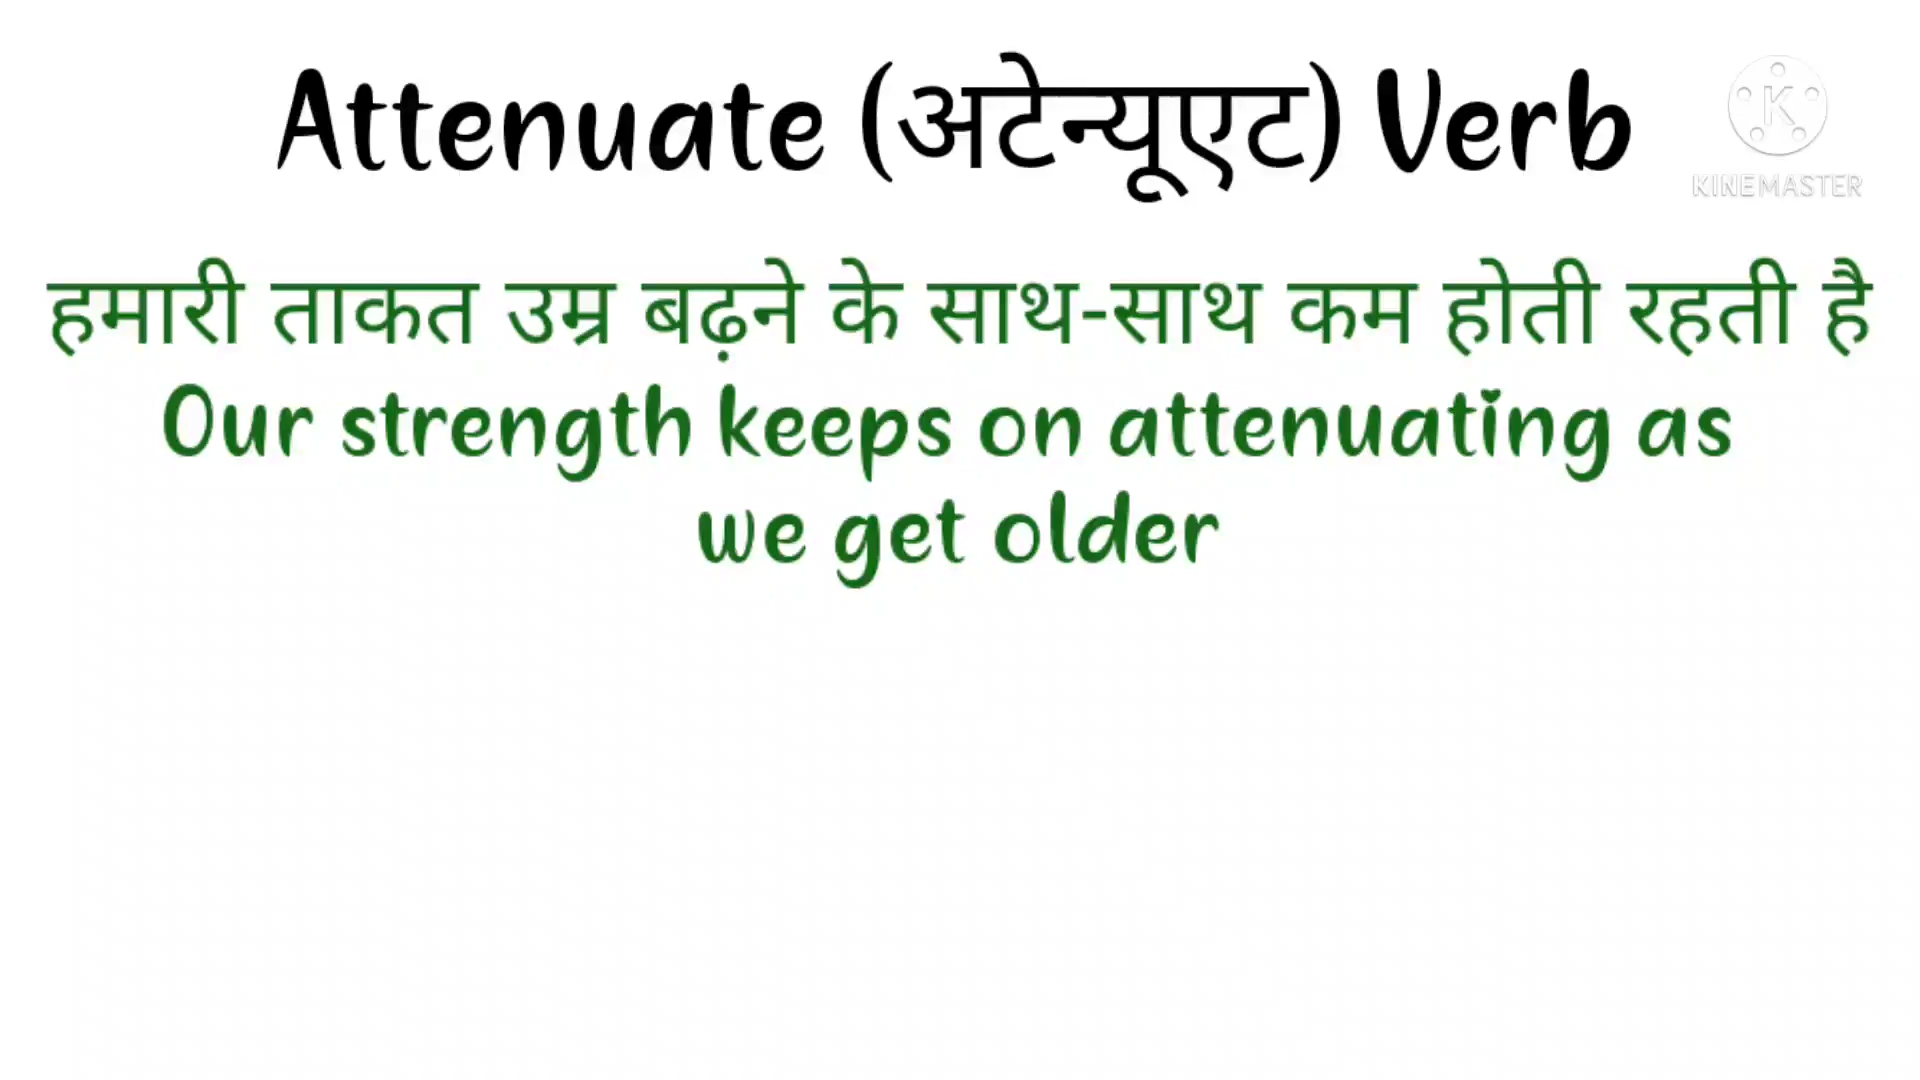 Attenuate (अटेन्यूएट) Verb
KINEMASTER
हमारी ताकत उम्र बढ़ने के साथ-साथ कम होती रहती है
Our strength keeps on attenuating as
we get older